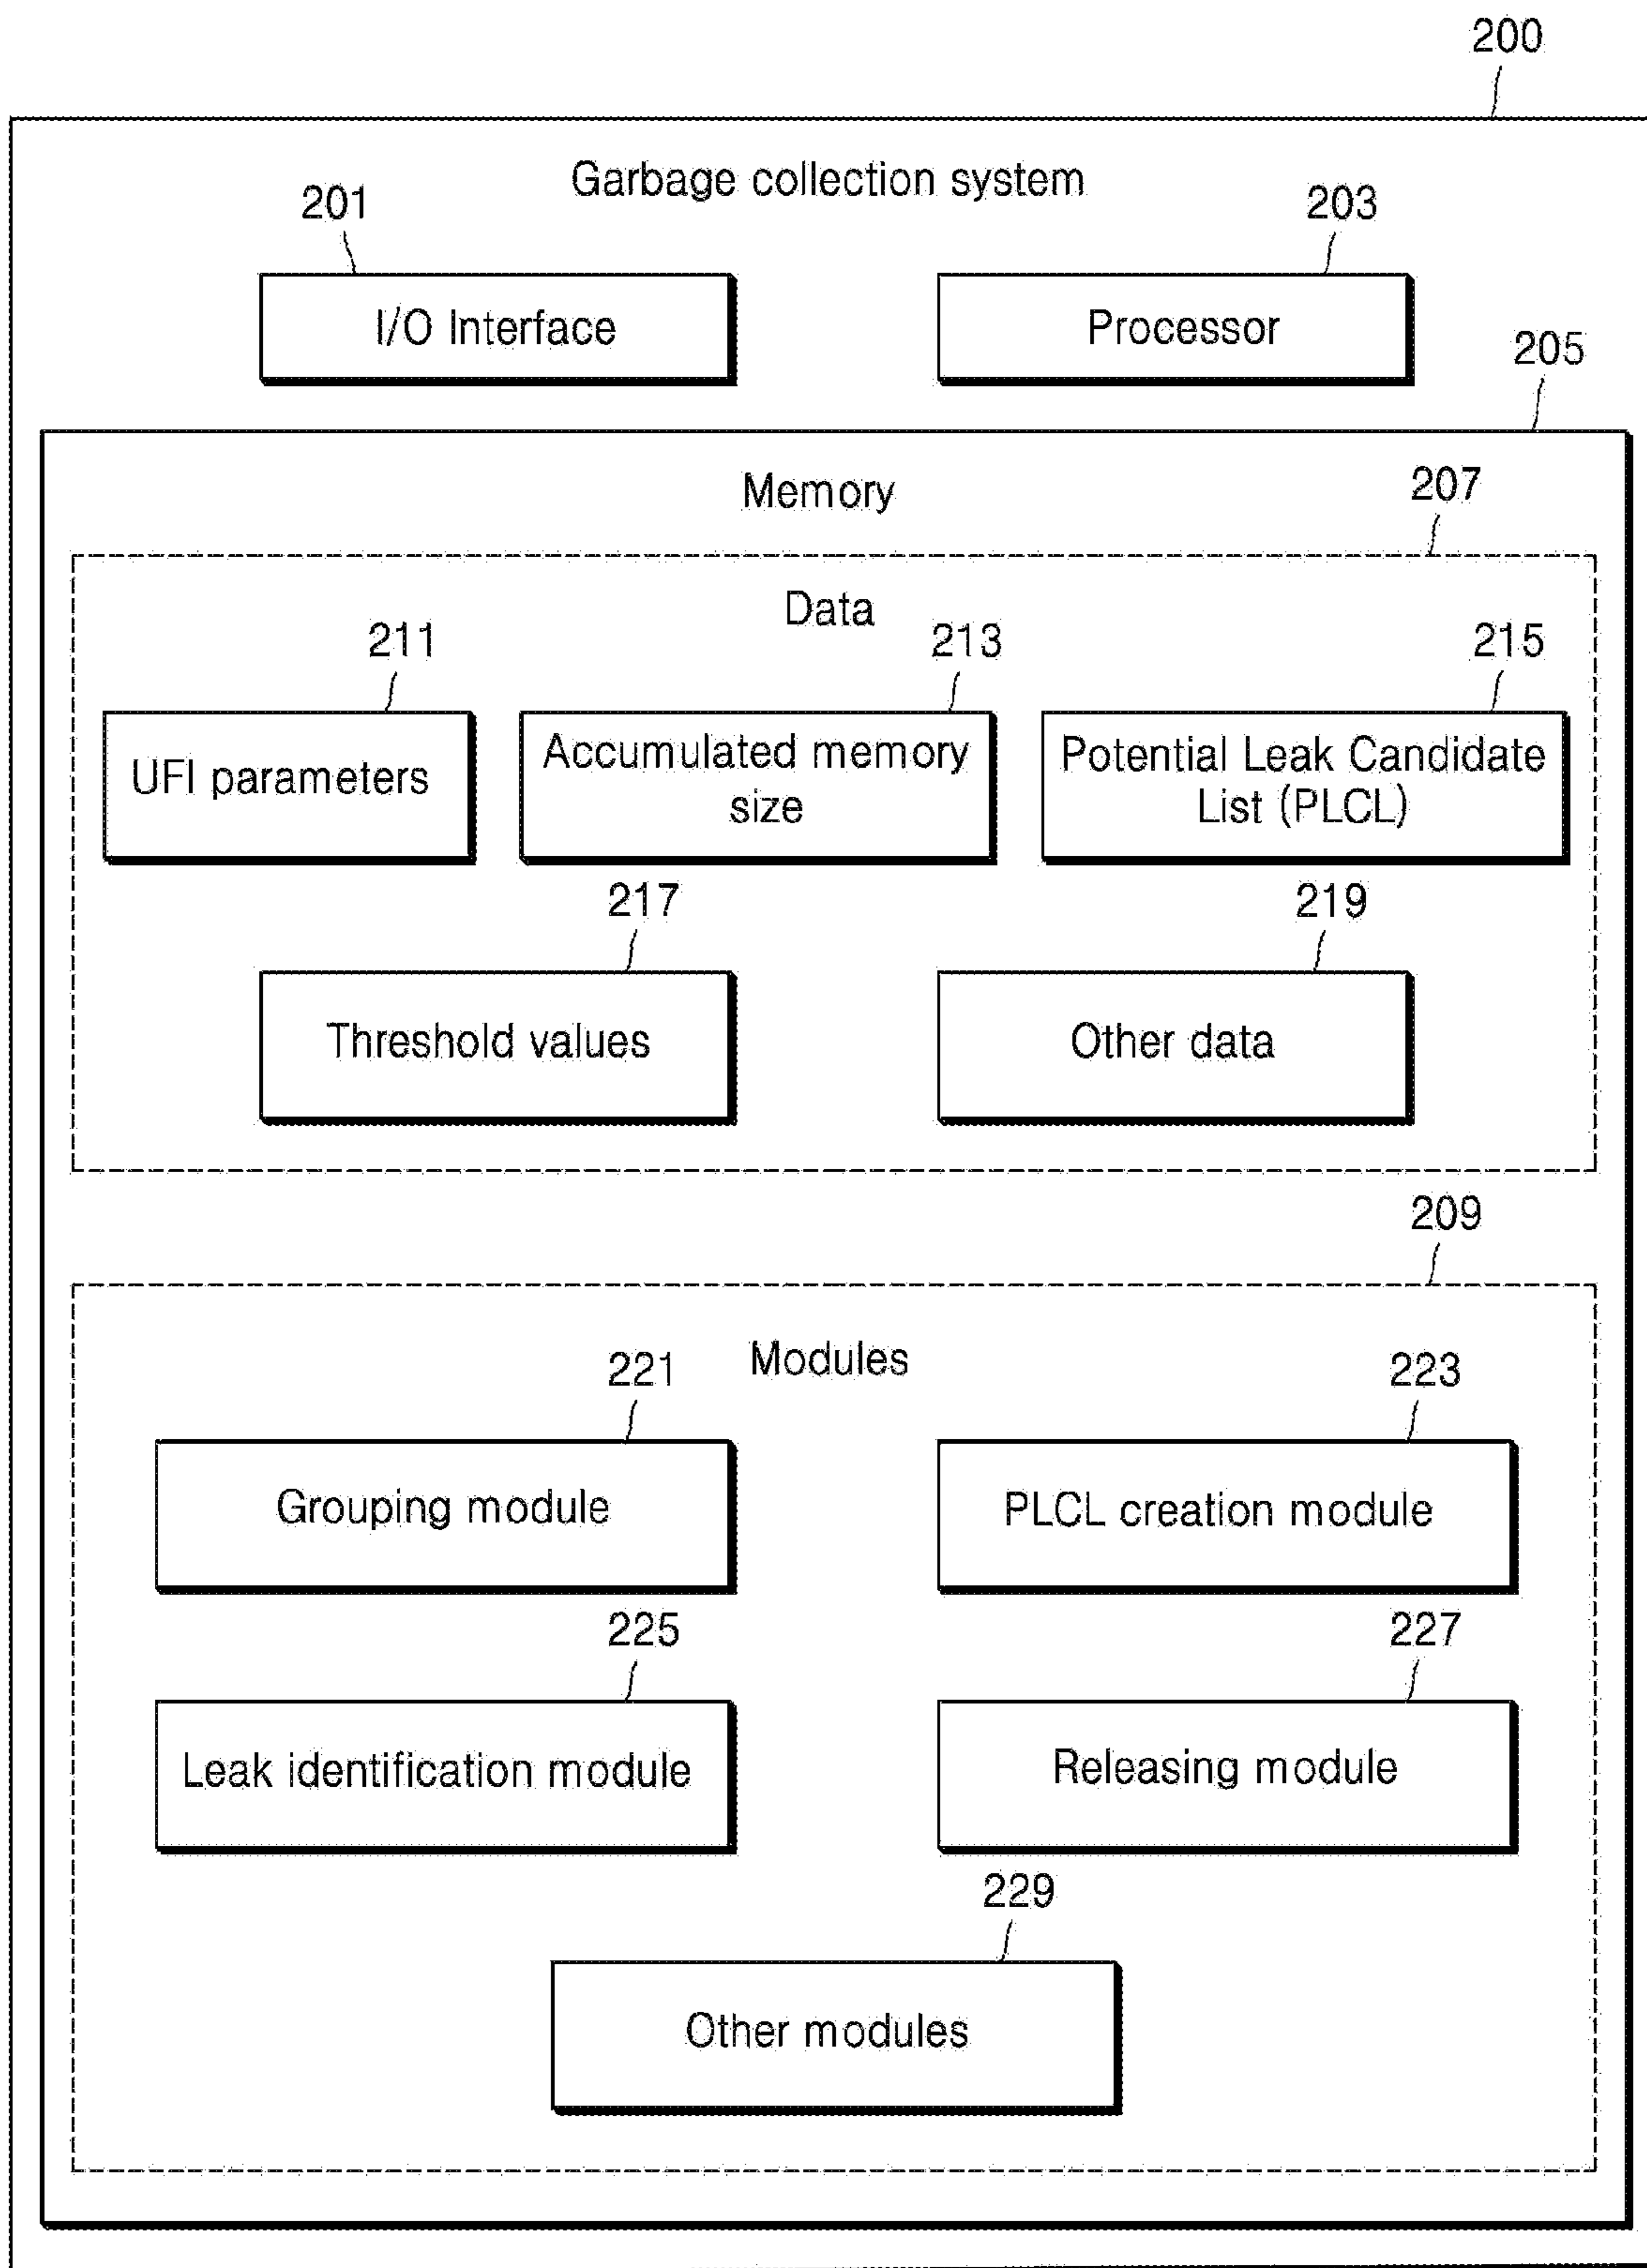 200
Garbage collection system
201
203
I/O Interface
Processor
205
Memory
207
Data
211
213
215
UFI parameters
Accumulated memory
size
Potential Leak Candidate
List (PLCL)
217
219
Threshold values
Other data
209
Modules
221
223
Grouping module
PLCL creation module
225
227
Leak identification module
Releasing module
229
Other modules